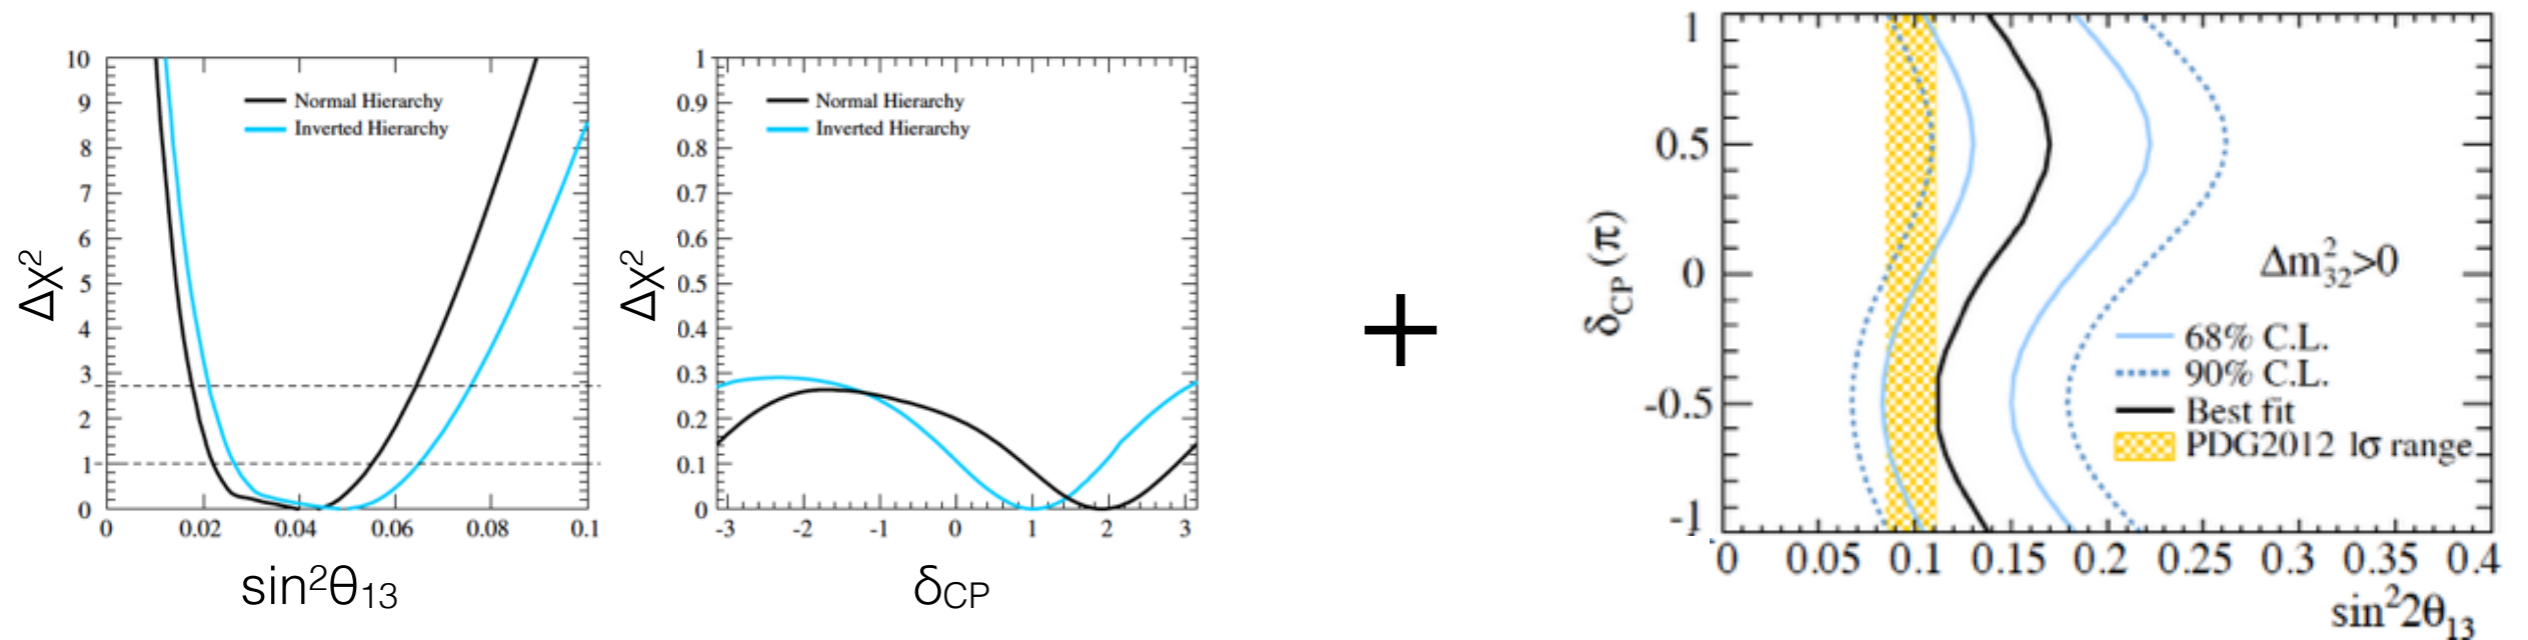 10
9
8
7
6
5
4
3
2
1
0
Δχ²
Normal Hierarchy
Inverted Hierarchy
0 0.02 0.04 0.06 0.08 0.1
sin²θ₁₃
1
0.9
0.8
0.7
0.6
0.5
0.4
0.3
0.2
0.1
0
Δχ²
Normal Hierarchy
Inverted Hierarchy
-3 -2 -1 0 1 2 3
δCP
+
1
0.5
0
-0.5
-1
δCP (π)
Δm²₃₂>0
68% C.L.
90% C.L.
Best fit
PDG2012 1σ range
0 0.05 0.1 0.15 0.2 0.25 0.3 0.35 0.4
sin²2θ₁₃